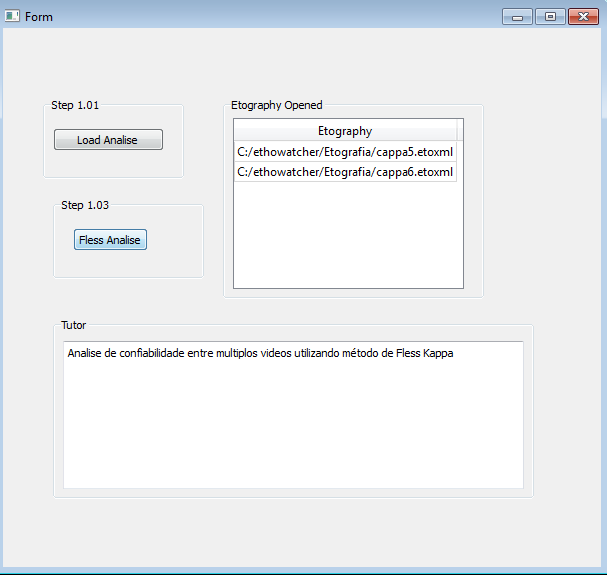 Form
Step 1.01
Load Analise
Etography Opened
Etography
C:/ethowatcher/Etografia/cappa5.etoxml
C:/ethowatcher/Etografia/cappa6.etoxml
Step 1.03
Fless Analise
Tutor
Analise de confiabilidade entre multiplos videos utilizando método de Fless Kappa